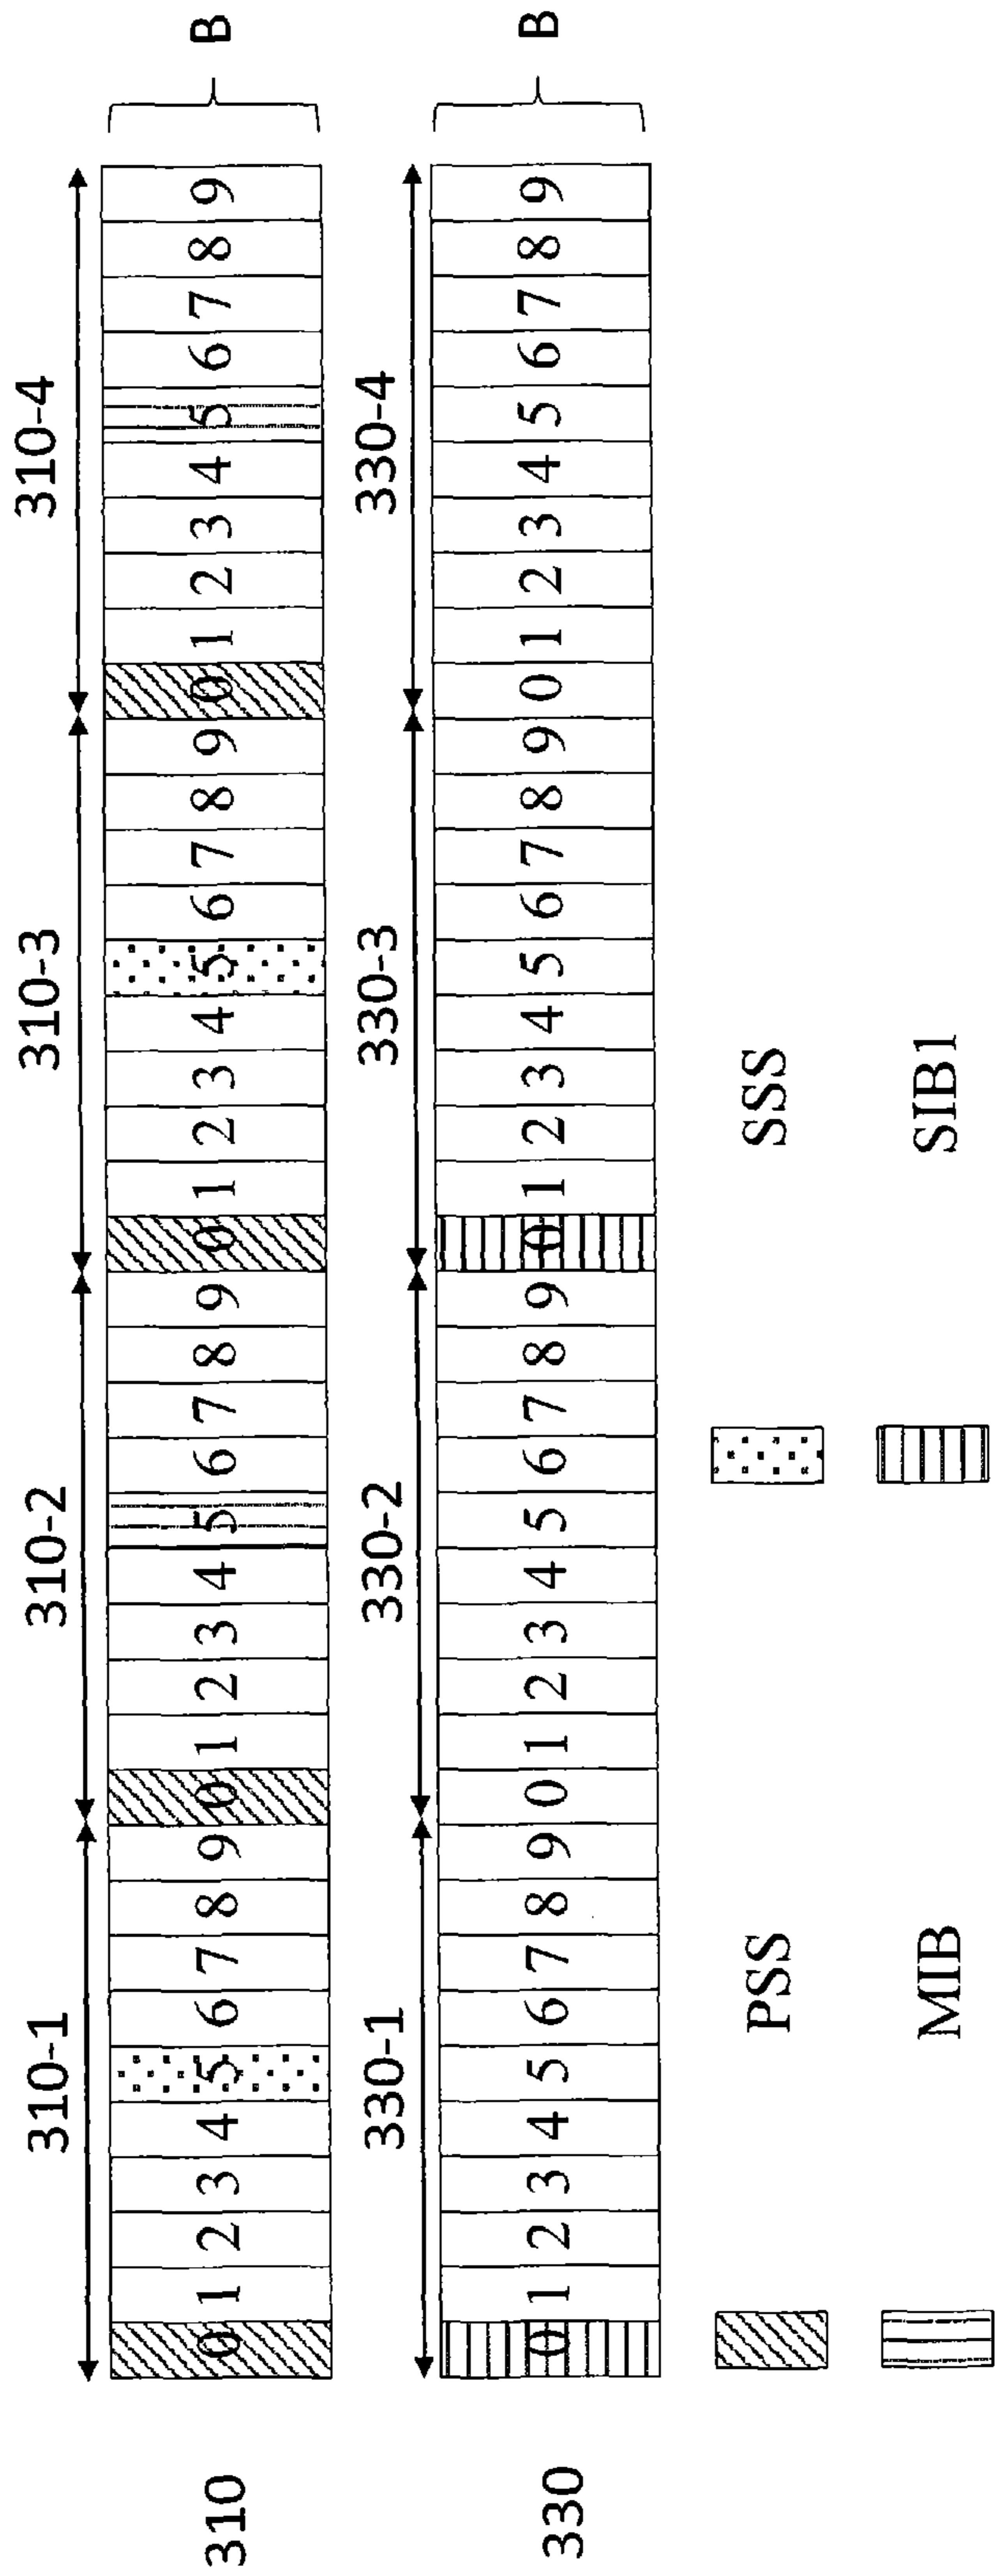 310-1 310-2 310-3 310-4
310 0 1 2 3 4 5 6 7 8 9 0 1 2 3 4 5 6 7 8 9 0 1 2 3 4 5 6 7 8 9 0 1 2 3 4 5 6 7 8 9 B
330-1 330-2 330-3 330-4
330 0 1 2 3 4 5 6 7 8 9 0 1 2 3 4 5 6 7 8 9 0 1 2 3 4 5 6 7 8 9 0 1 2 3 4 5 6 7 8 9 B
PSS SSS
MIB SIB1